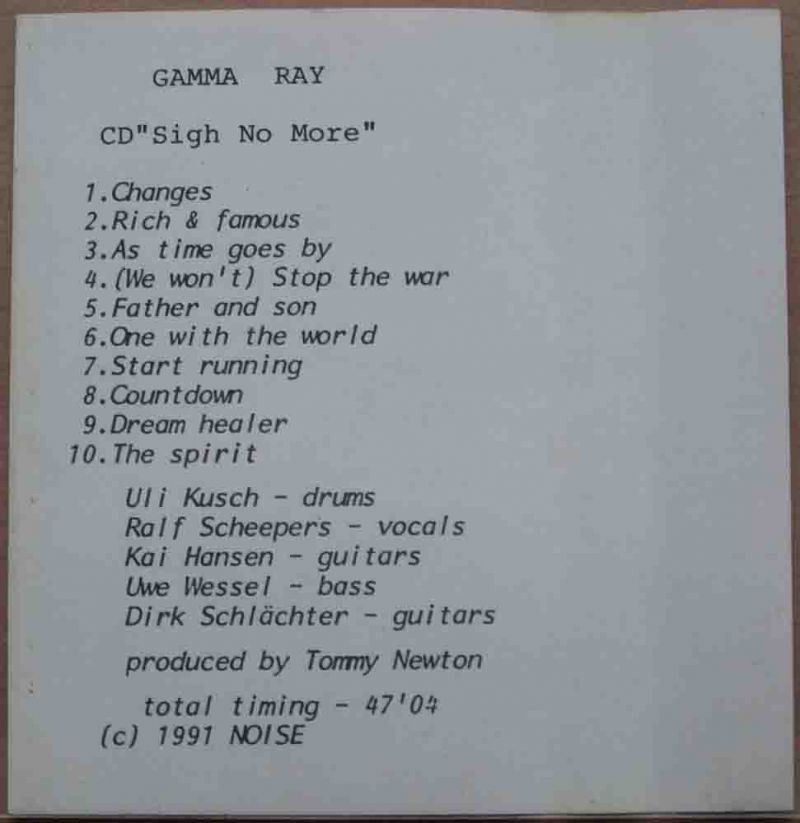 GAMMA RAY
CD"Sigh No More"
1.Changes
2.Rich & famous
3.As time goes by
4.(We won't) Stop the war
5.Father and son
6.One with the world
7.Start running
8.Countdown
9.Dream healer
10.The spirit
Uli Kusch - drums
Ralf Scheepers - vocals
Kai Hansen - guitars
Uwe Wessel - bass
Dirk Schlächter - guitars
produced by Tommy Newton
total timing - 47'04
(c) 1991 NOISE